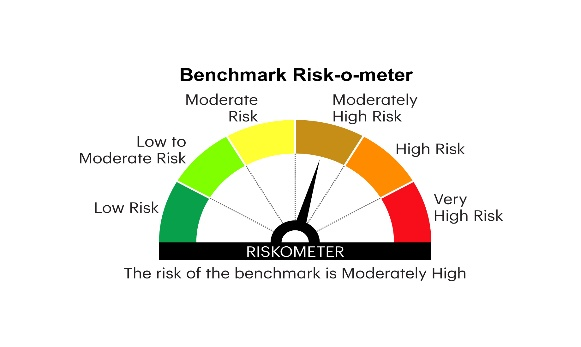 Benchmark Risk-o-meter
Moderate
Risk
Moderately
High Risk
Low to
Moderate Risk
High Risk
Low Risk
Very
High Risk
RISKOMETER
The risk of the benchmark is Moderately High